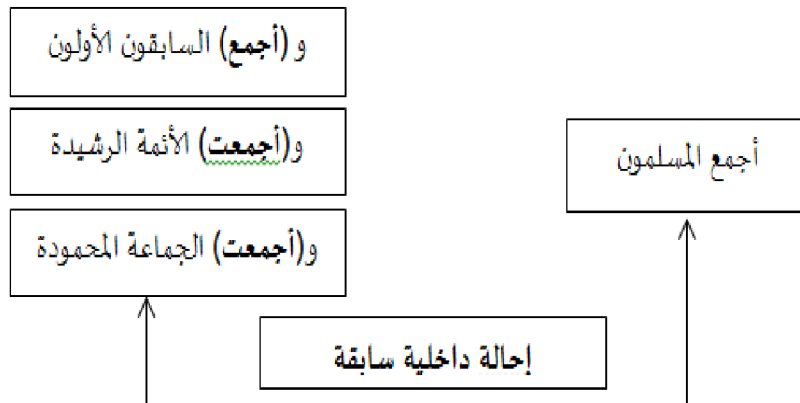 و (أجمع) السابقون الأولون
و(أجمعت) الأئمة الرشيدة
أجمع المسلمون
و(أجمعت) الجماعة المحمودة
إحالة داخلية سابقة